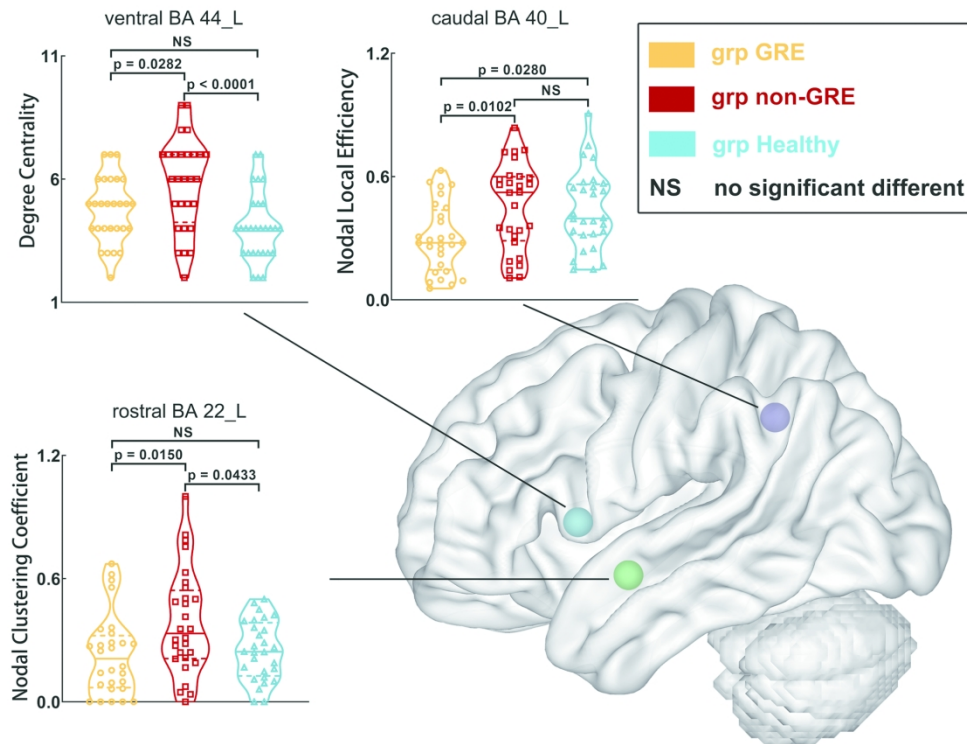 ventral BA 44_L
NS
p = 0.0282
p < 0.0001
Degree Centrality
11
6
1
caudal BA 40_L
p = 0.0280
p = 0.0102
NS
Nodal Local Efficiency
1.2
0.6
0.0
grp GRE
grp non-GRE
grp Healthy
NS no significant different
rostral BA 22_L
NS
p = 0.0150
p = 0.0433
Nodal Clustering Coefficient
1.2
0.6
0.0